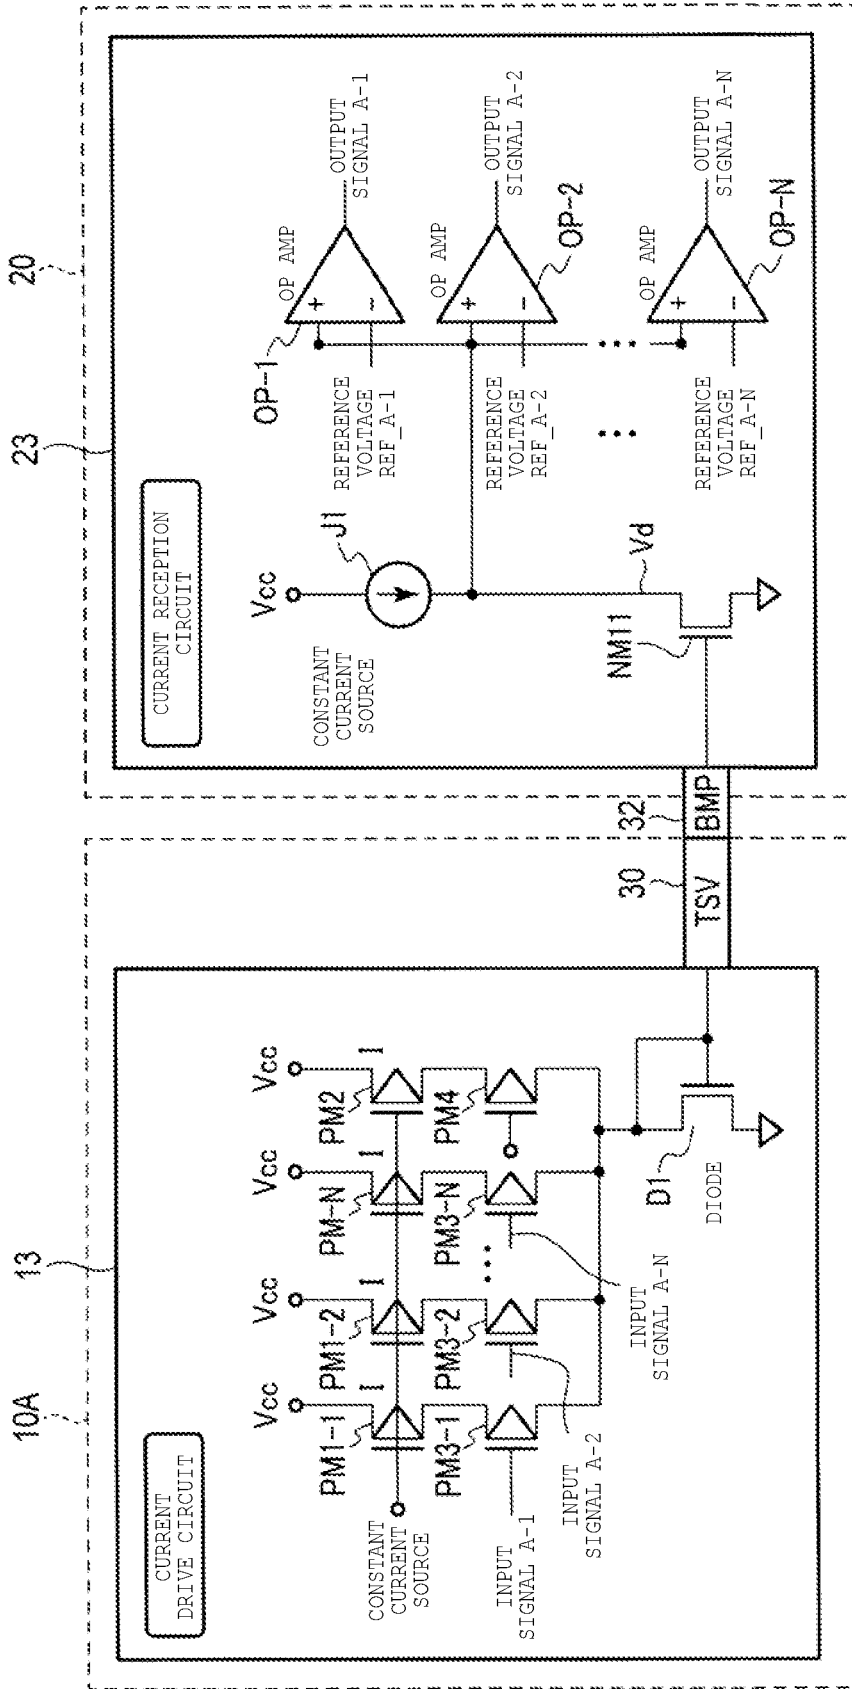 10A
13
CURRENT
DRIVE CIRCUIT
Vcc
Vcc
Vcc
Vcc
PM1-1
I
PM1-2
I
PM-N
I
PM2
I
CONSTANT
CURRENT
SOURCE
PM3-1
PM3-2
PM3-N
PM4
INPUT
SIGNAL A-1
INPUT
SIGNAL A-2
INPUT
SIGNAL A-N
D1
DIODE
30
TSV
32
BMP
20
23
CURRENT RECEPTION
CIRCUIT
Vcc
J1
CONSTANT
CURRENT
SOURCE
Vd
NM11
OP-1
OP AMP
+
−
OUTPUT
SIGNAL A-1
REFERENCE
VOLTAGE
REF_A-1
OP AMP
+
−
OP-2
OUTPUT
SIGNAL A-2
REFERENCE
VOLTAGE
REF_A-2
OP AMP
+
−
OP-N
OUTPUT
SIGNAL A-N
REFERENCE
VOLTAGE
REF_A-N